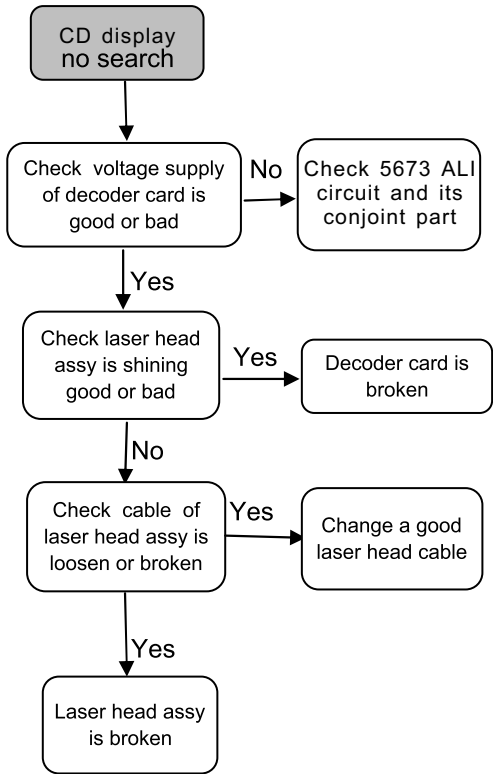 CD display
no search
Check voltage supply
of decoder card is
good or bad
No
Check 5673 ALI
circuit and its
conjoint part
Yes
Check laser head
assy is shining
good or bad
Yes
Decoder card is
broken
No
Check cable of
laser head assy is
loosen or broken
Yes
Change a good
laser head cable
Yes
Laser head assy
is broken